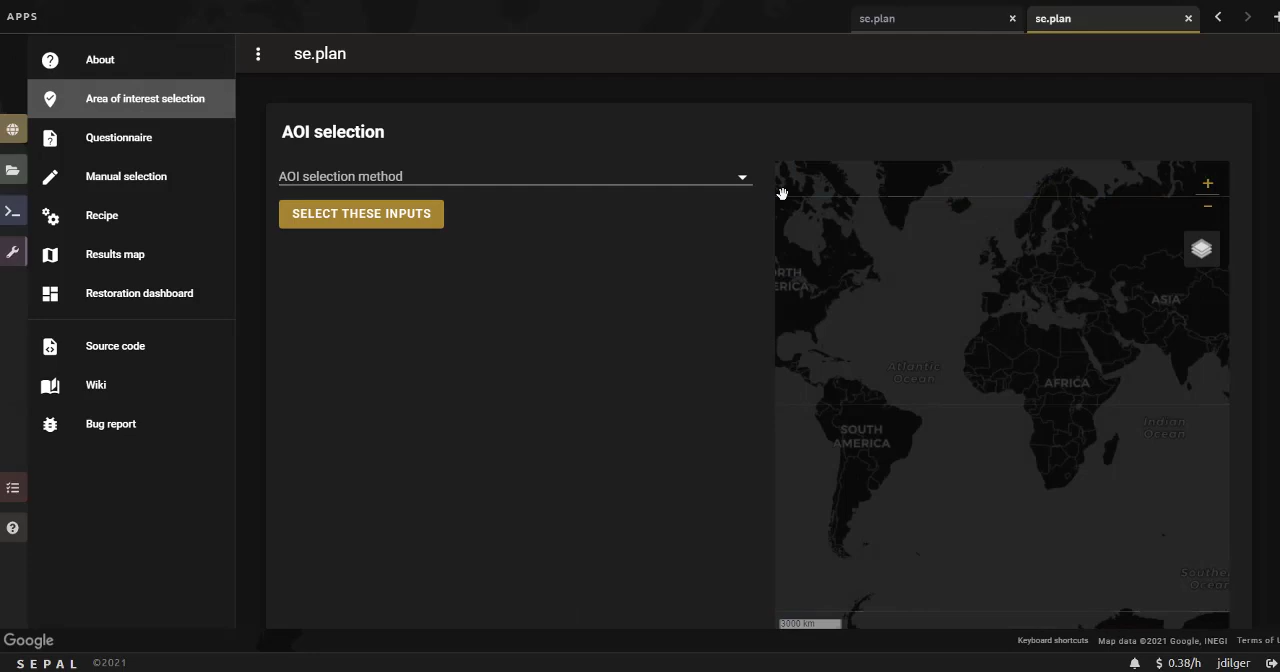 APPS
se.plan
se.plan
About
Area of interest selection
Questionnaire
Manual selection
Recipe
Results map
Restoration dashboard
Source code
Wiki
Bug report
se.plan
AOI selection
AOI selection method
SELECT THESE INPUTS
ASIA
Atlantic
Ocean
AFRICA
SOUTH
AMERICA
Indian
Ocean
3000 km
Google
Keyboard shortcuts
Map data ©2021 Google, INEGI
Terms of
SEPAL
©2021
$ 0.38/h
jdilger